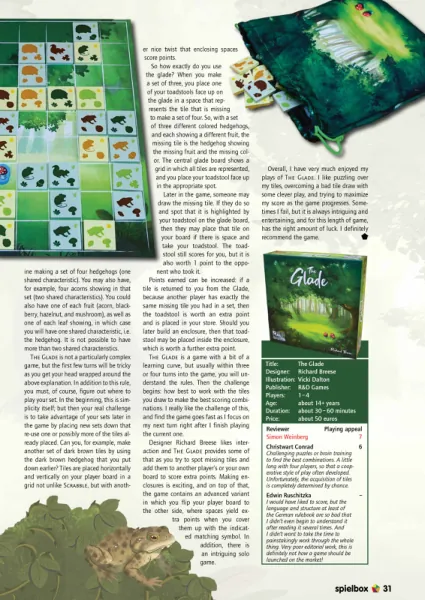 er nice twist that enclosing spaces
score points.
So how exactly do you use
the glade? When you make
a set of three, you place one
of your toadstools face up on
the glade in a space that rep-
resents the tile that is missing
to make a set of four. So, with a set
of three different colored hedgehogs,
and each showing a different fruit, the
missing tile is the hedgehog showing
the missing fruit and the missing col-
or. The central glade board shows a
grid in which all tiles are represented,
and you place your toadstool face up
in the appropriate spot.
Later in the game, someone may
draw the missing tile. If they do so
and spot that it is highlighted by
your toadstool on the glade board,
then they may place that tile on
your board if there is space and
take your toadstool. The toad-
stool still scores for you, but it is
also worth 1 point to the oppo-
nent who took it.
ine making a set of four hedgehogs (one
shared characteristic). You may also have,
for example, four acorns showing in that
set (two shared characteristics). You could
also have one of each fruit (acorn, black-
berry, hazelnut, and mushroom), as well as
one of each leaf showing, in which case
you will have one shared characteristic, i.e.
the hedgehog. It is not possible to have
more than two shared characteristics.
THE GLADE is not a particularly complex
game, but the first few turns will be tricky
as you get your head wrapped around the
above explanation. In addition to this rule,
you must, of course, figure out where to
play your set. In the beginning, this is sim-
plicity itself; but then your real challenge
is to take advantage of your sets later in
the game by placing new sets down that
re-use one or possibly more of the tiles al-
ready placed. Can you, for example, make
another set of dark brown tiles by using
the dark brown hedgehog that you put
down earlier? Tiles are placed horizontally
and vertically on your player board in a
grid not unlike SCRABBLE, but with anoth-
Points earned can be increased: if a
tile is returned to you from the Glade,
because another player has exactly the
same missing tile you had in a set, then
the toadstool is worth an extra point
and is placed in your store. Should you
later build an enclosure, then that toad-
stool may be placed inside the enclosure,
which is worth a further extra point.
THE GLADE is a game with a bit of a
learning curve, but usually within three
or four turns into the game, you will un-
derstand the rules. Then the challenge
begins: how best to work with the tiles
you draw to make the best scoring combi-
nations. I really like the challenge of this,
and find the game goes fast as I focus on
my next turn right after I finish playing
the current one.
Designer Richard Breese likes inter-
action and THE GLADE provides some of
that as you try to spot missing tiles and
add them to another player's or your own
board to score extra points. Making en-
closures is exciting, and on top of that,
the game contains an advanced variant
in which you flip your player board to
the other side, where spaces yield ex-
tra points when you cover
them up with the indicat-
ed matching symbol. In
addition, there is
an intriguing solo
game.
Overall, I have very much enjoyed my
plays of THE GLADE. I like puzzling over
my tiles, overcoming a bad tile draw with
some clever play, and trying to maximize
my score as the game progresses. Some-
times I fail, but it is always intriguing and
entertaining, and for this length of game,
has the right amount of luck. I definitely
recommend the game.
The
Glade
Richard Breese
Title: The Glade
Designer: Richard Breese
Illustration: Vicki Dalton
Publisher: R&D Games
Players: 1–4
Age: about 14+ years
Duration: about 30–60 minutes
Price: about 50 euros
Reviewer Playing appeal
Simon Weinberg 7
Christwart Conrad 6
Challenging puzzles or brain training
to find the best combinations. A little
long with four players, so that a coop-
erative style of play often developed.
Unfortunately, the acquisition of tiles
is completely determined by chance.
Edwin Ruschitzka –
I would have liked to score, but the
language and structure at least of
the German rulebook are so bad that
I didn't even begin to understand it
after reading it several times. And
I didn't want to take the time to
painstakingly work through the whole
thing. Very poor editorial work, this is
definitely not how a game should be
launched on the market!
spielbox 31